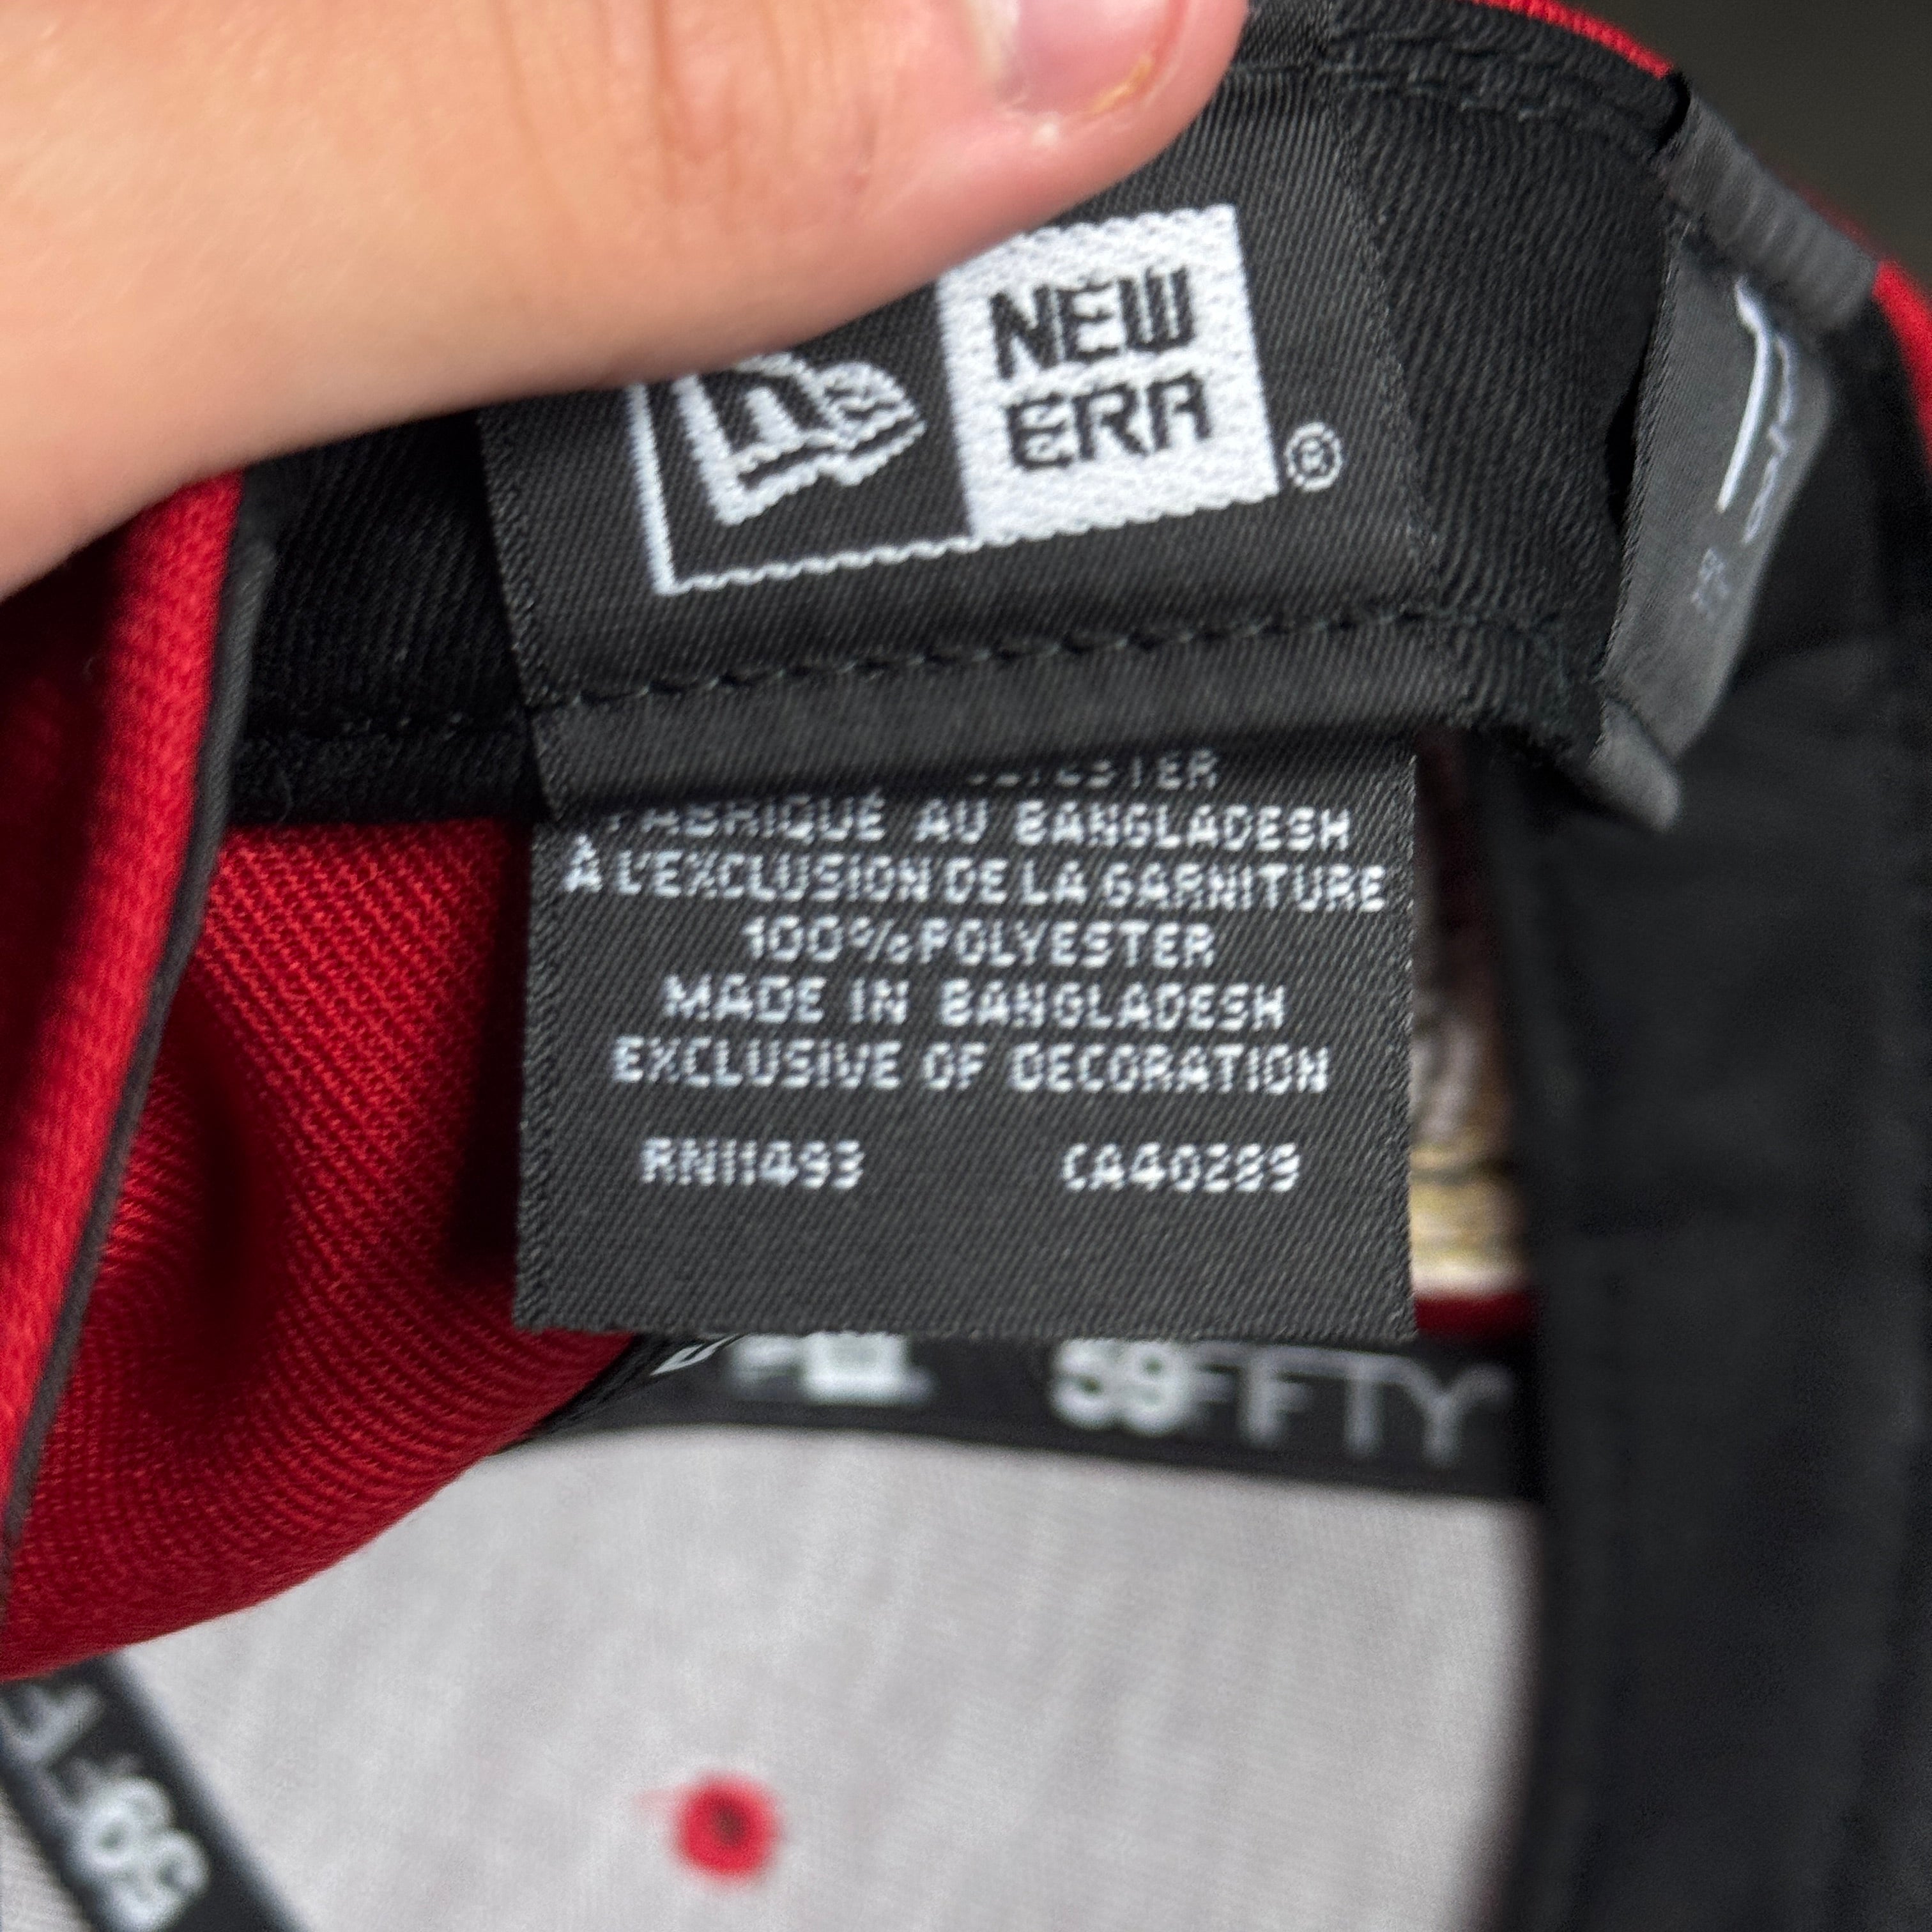 NEW
ERA
®
FABRIQUE AU BANGLADESH
À L'EXCLUSION DE LA GARNITURE
100% POLYESTER
MADE IN BANGLADESH
EXCLUSIVE OF DECORATION
RN11493 CA40289
59FIFTY